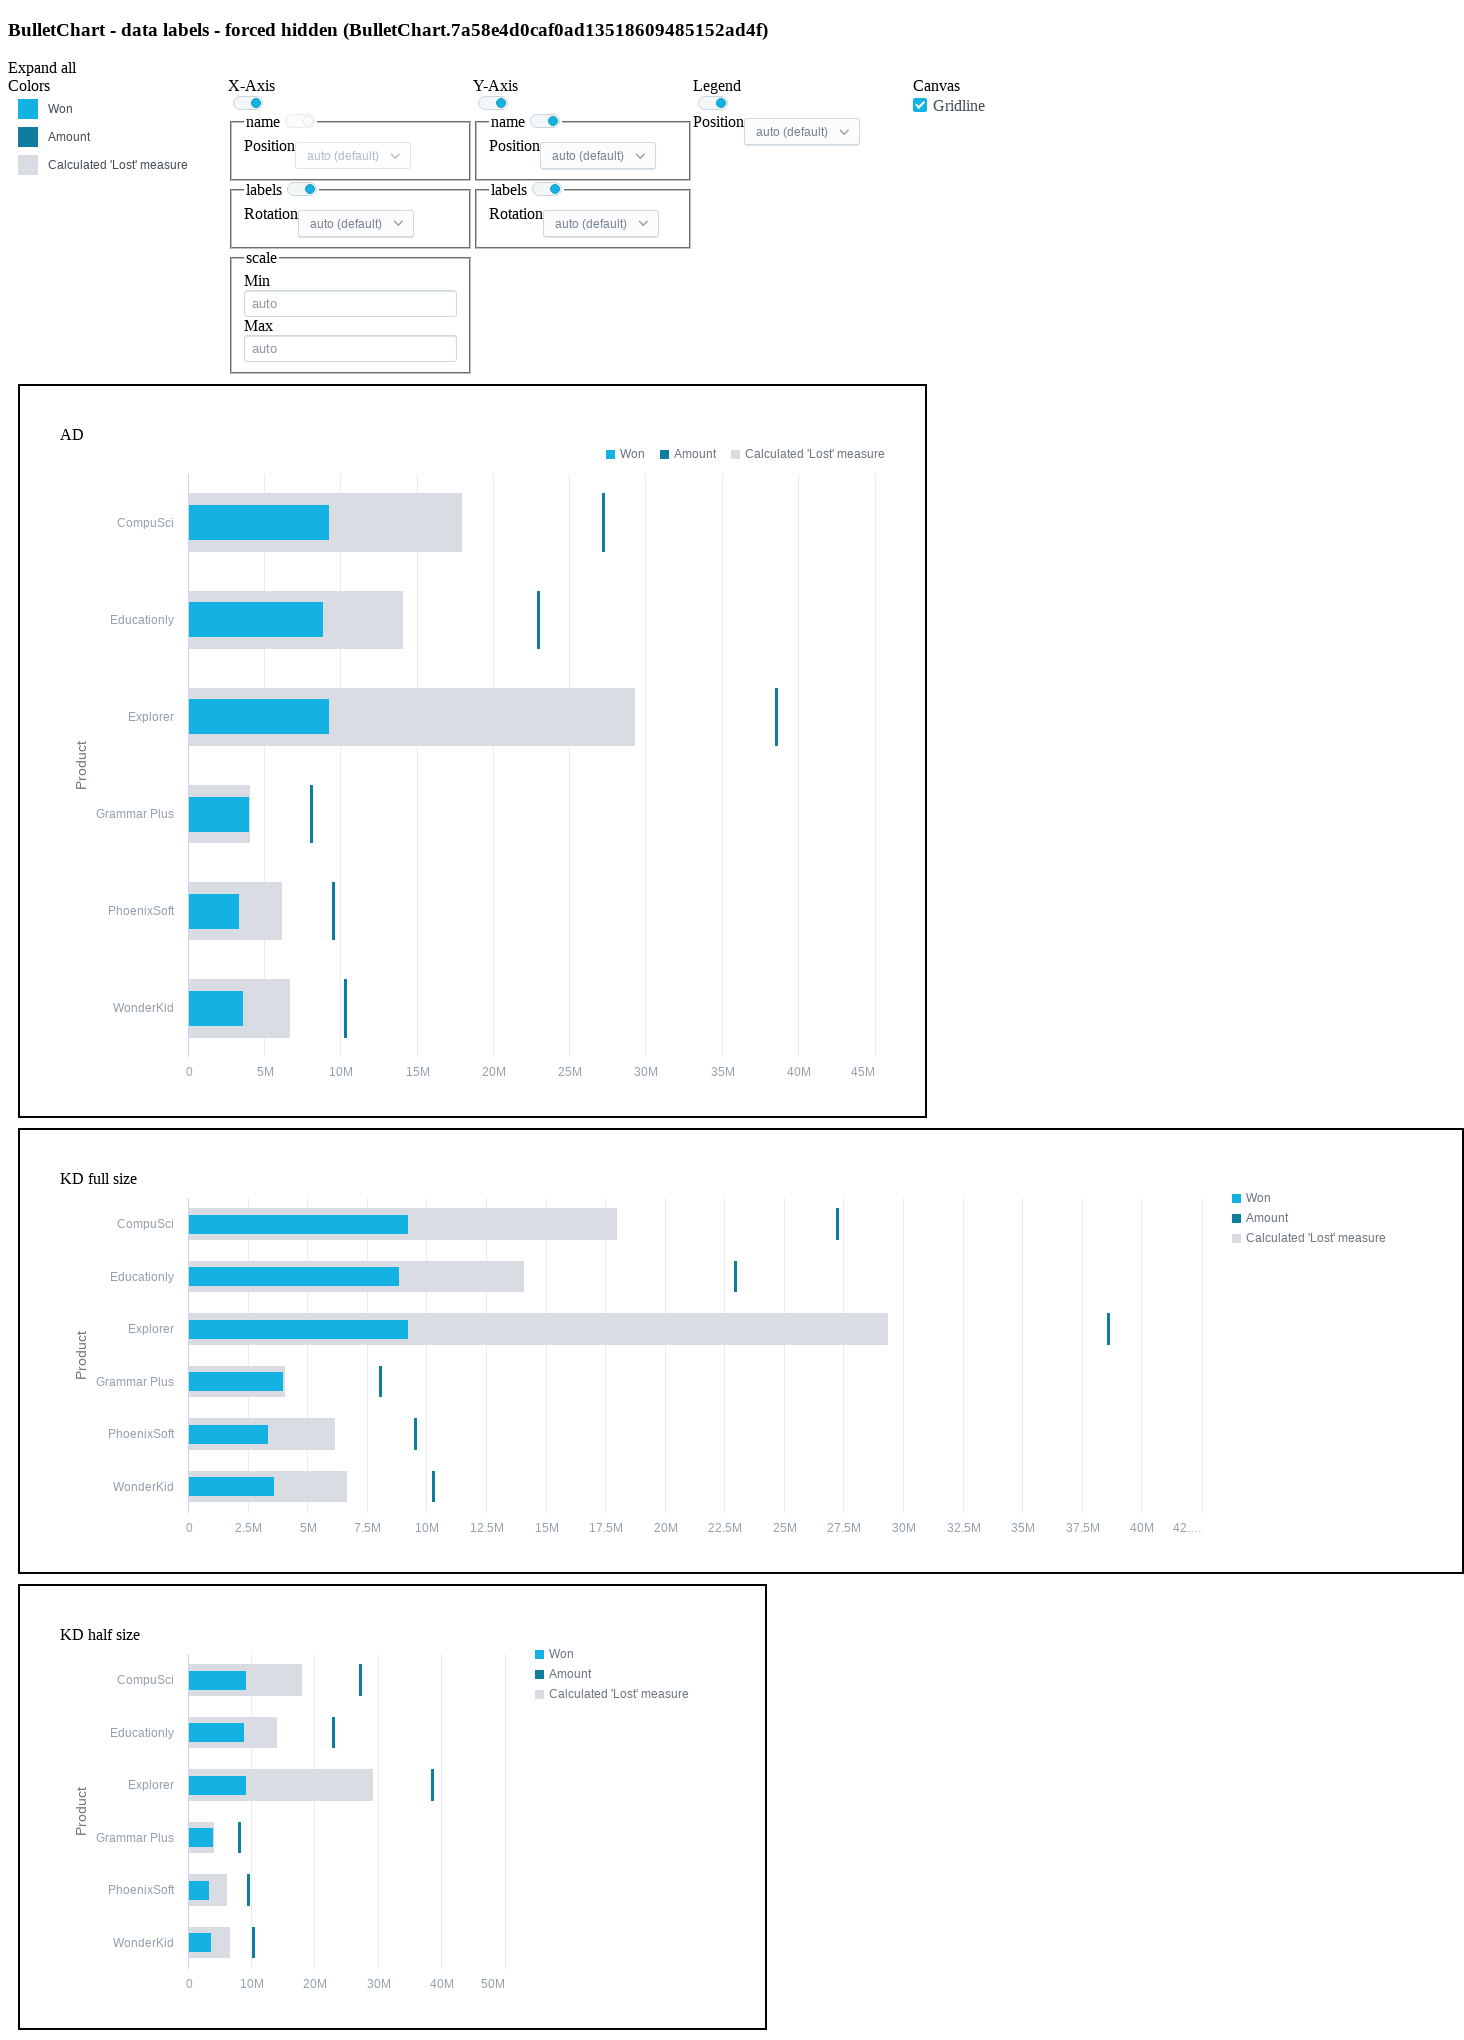 BulletChart - data labels - forced hidden (BulletChart.7a58e4d0caf0ad13518609485152ad4f)
Expand all
Colors
Won
Amount
Calculated 'Lost' measure
X-Axis
name
Position auto (default)
labels
Rotation auto (default)
scale
Min
auto
Max
auto
Y-Axis
name
Position auto (default)
labels
Rotation auto (default)
Legend
Position auto (default)
Canvas
Gridline
AD
Won Amount Calculated 'Lost' measure
Product
CompuSci
Educationly
Explorer
Grammar Plus
PhoenixSoft
WonderKid
0 5M 10M 15M 20M 25M 30M 35M 40M 45M
KD full size
Won
Amount
Calculated 'Lost' measure
Product
CompuSci
Educationly
Explorer
Grammar Plus
PhoenixSoft
WonderKid
0 2.5M 5M 7.5M 10M 12.5M 15M 17.5M 20M 22.5M 25M 27.5M 30M 32.5M 35M 37.5M 40M 42.…
KD half size
Won
Amount
Calculated 'Lost' measure
Product
CompuSci
Educationly
Explorer
Grammar Plus
PhoenixSoft
WonderKid
0 10M 20M 30M 40M 50M